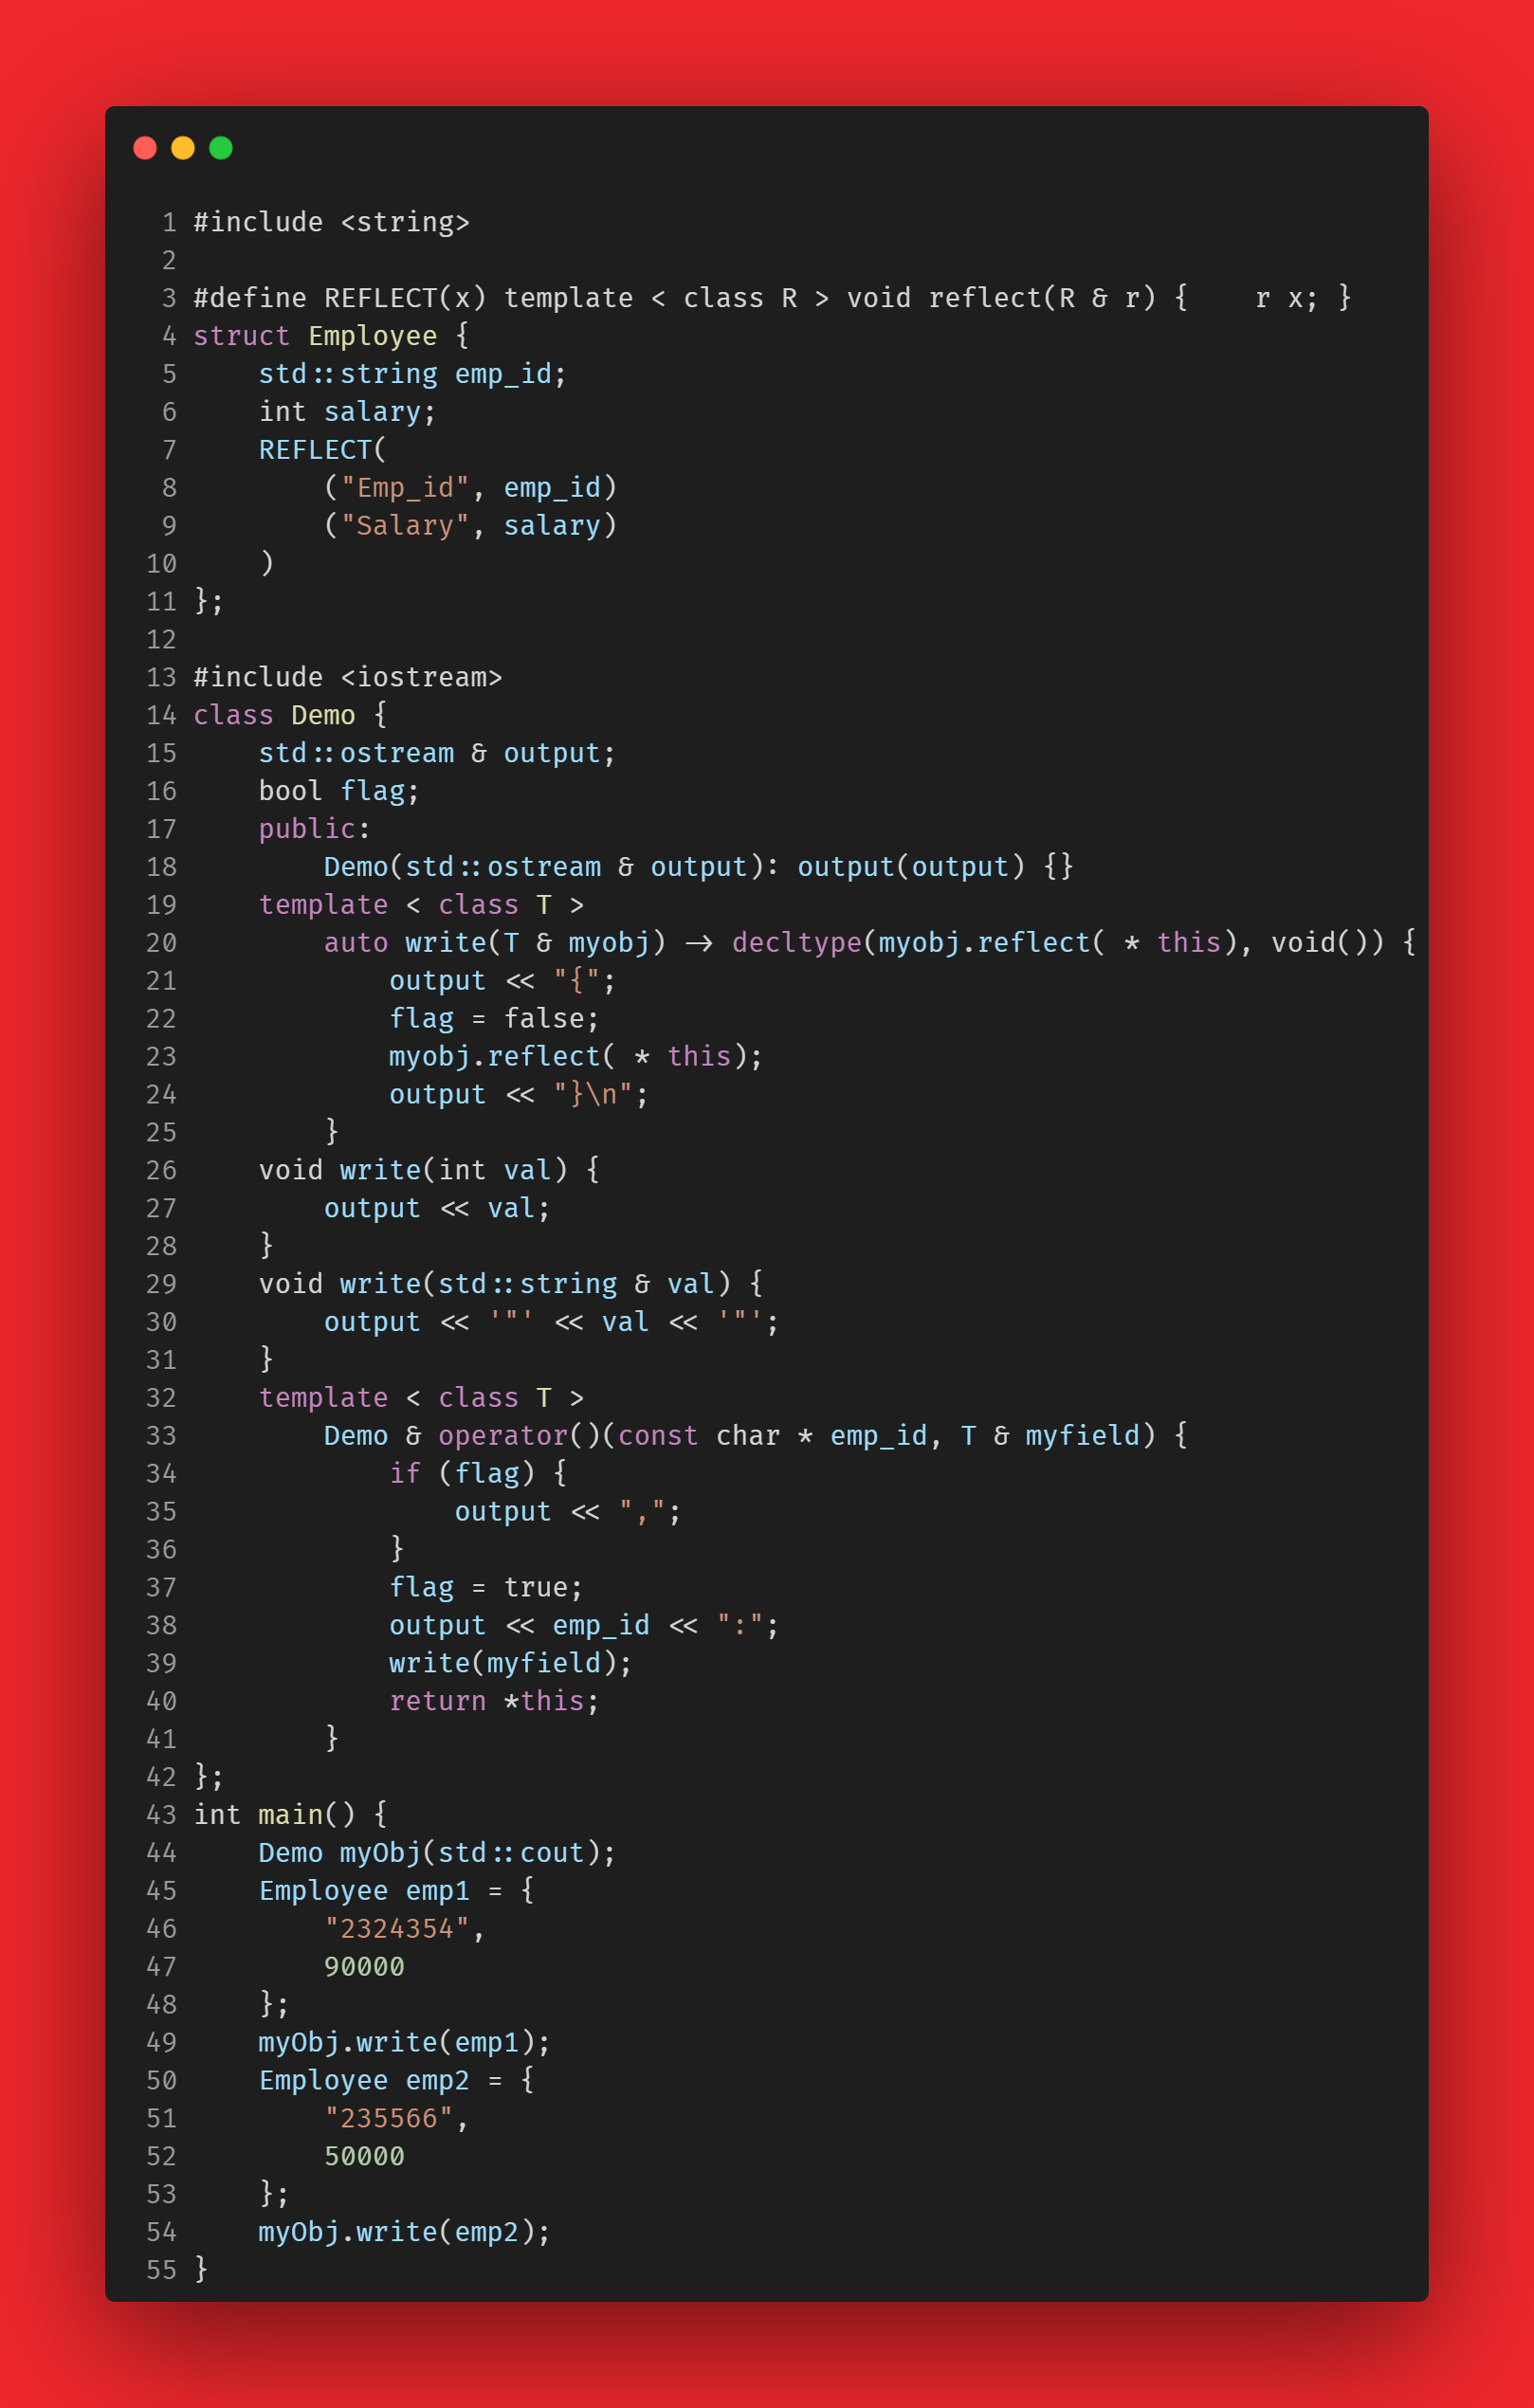 1 #include <string>
2
3 #define REFLECT(x) template < class R > void reflect(R & r) {    r x; }
4 struct Employee {
5     std::string emp_id;
6     int salary;
7     REFLECT(
8         ("Emp_id", emp_id)
9         ("Salary", salary)
10     )
11 };
12
13 #include <iostream>
14 class Demo {
15     std::ostream & output;
16     bool flag;
17     public:
18         Demo(std::ostream & output): output(output) {}
19     template < class T >
20         auto write(T & myobj) -> decltype(myobj.reflect( * this), void()) {
21             output << "{";
22             flag = false;
23             myobj.reflect( * this);
24             output << "}\n";
25         }
26     void write(int val) {
27         output << val;
28     }
29     void write(std::string & val) {
30         output << '"' << val << '"';
31     }
32     template < class T >
33         Demo & operator()(const char * emp_id, T & myfield) {
34             if (flag) {
35                 output << ",";
36             }
37             flag = true;
38             output << emp_id << ":";
39             write(myfield);
40             return *this;
41         }
42 };
43 int main() {
44     Demo myObj(std::cout);
45     Employee emp1 = {
46         "2324354",
47         90000
48     };
49     myObj.write(emp1);
50     Employee emp2 = {
51         "235566",
52         50000
53     };
54     myObj.write(emp2);
55 }